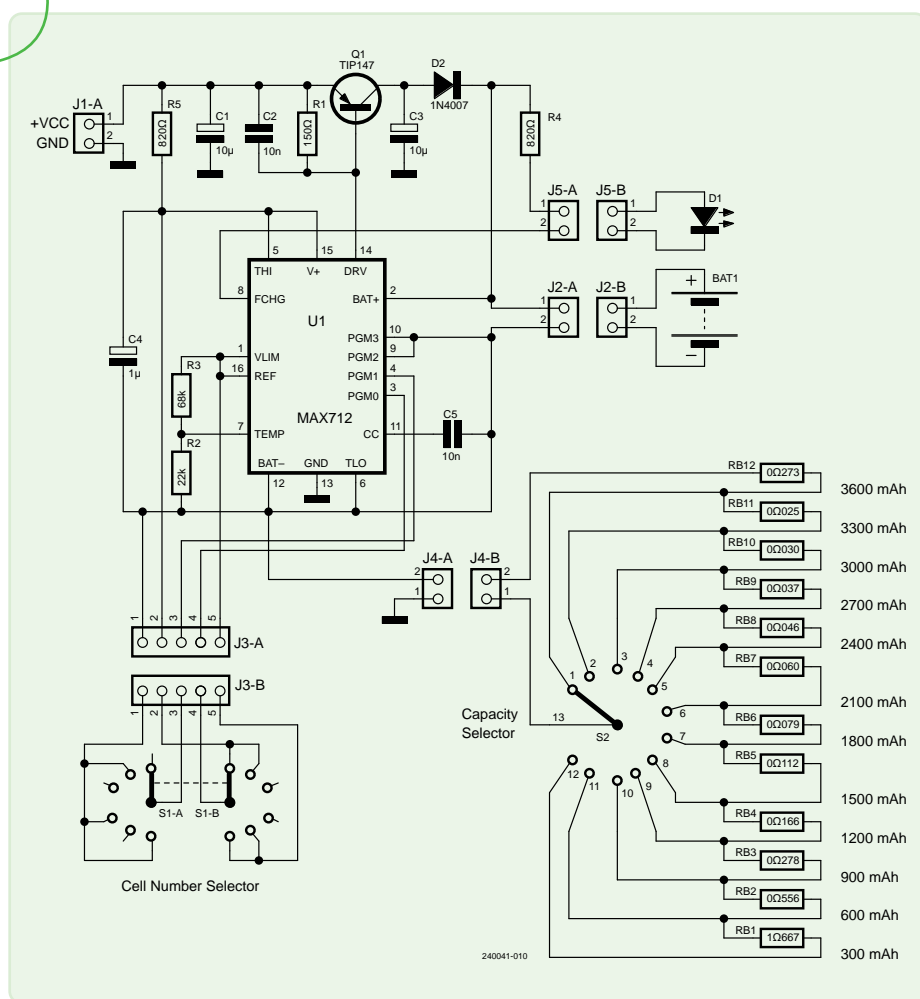 Q1
TIP147
D2
1N4007
J1-A
+VCC
GND
1
2
R5
820Ω
C1
10µ
C2
10n
R1
150Ω
C3
10µ
R4
820Ω
J5-A
J5-B
1
2
1
2
D1
5
15
14
THI
V+
DRV
8
FCHG
BAT+
2
U1
J2-A
J2-B
1
2
1
2
+
BAT1
–
C4
1µ
1
VLIM
16
REF
R3
68k
PGM3
10
PGM2
9
PGM1
4
PGM0
3
MAX712
7
TEMP
CC
11
C5
10n
R2
22k
BAT–
GND
TLO
12
13
6
J4-A
J4-B
2
1
2
1
1
2
3
4
5
J3-A
J3-B
1
2
3
4
5
S1-A
S1-B
Cell Number Selector
Capacity
Selector
13
S2
1
2
3
4
5
6
7
8
9
10
11
12
RB12
0Ω273
3600 mAh
RB11
0Ω025
3300 mAh
RB10
0Ω030
3000 mAh
RB9
0Ω037
2700 mAh
RB8
0Ω046
2400 mAh
RB7
0Ω060
2100 mAh
RB6
0Ω079
1800 mAh
RB5
0Ω112
1500 mAh
RB4
0Ω166
1200 mAh
RB3
0Ω278
900 mAh
RB2
0Ω556
600 mAh
RB1
1Ω667
300 mAh
240041-010